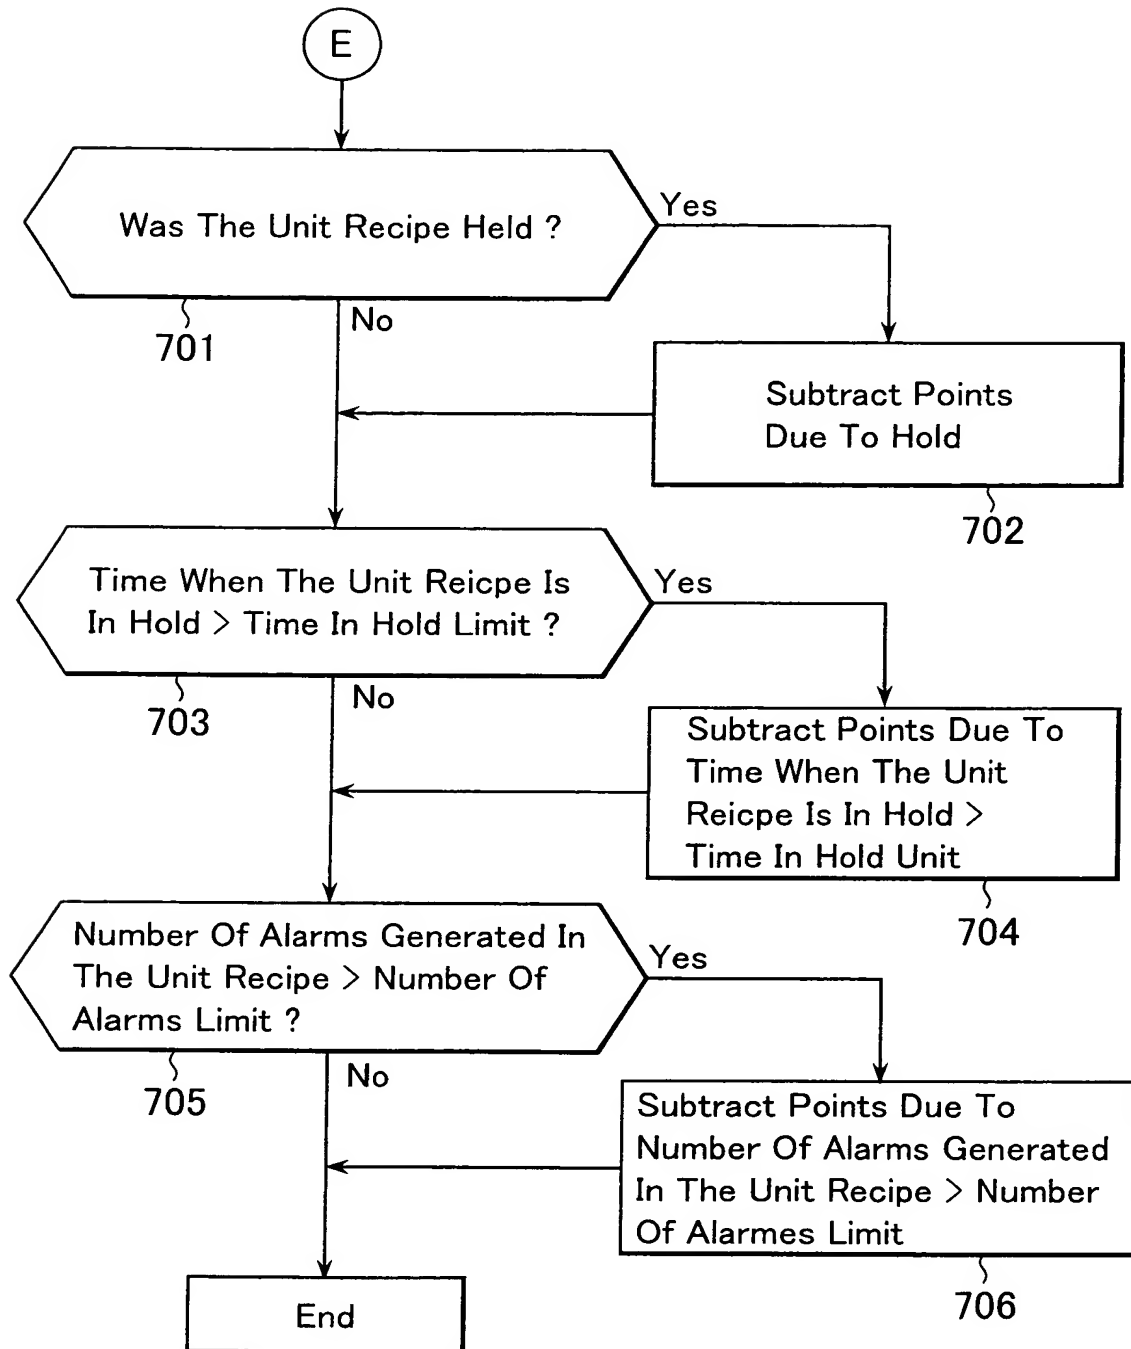 E
Was The Unit Recipe Held ?
Yes
No
701
Subtract Points
Due To Hold
702
Time When The Unit Reicpe Is
In Hold > Time In Hold Limit ?
Yes
No
703
Subtract Points Due To
Time When The Unit
Reicpe Is In Hold >
Time In Hold Unit
704
Number Of Alarms Generated In
The Unit Recipe > Number Of
Alarms Limit ?
Yes
No
705
Subtract Points Due To
Number Of Alarms Generated
In The Unit Recipe > Number
Of Alarmes Limit
706
End